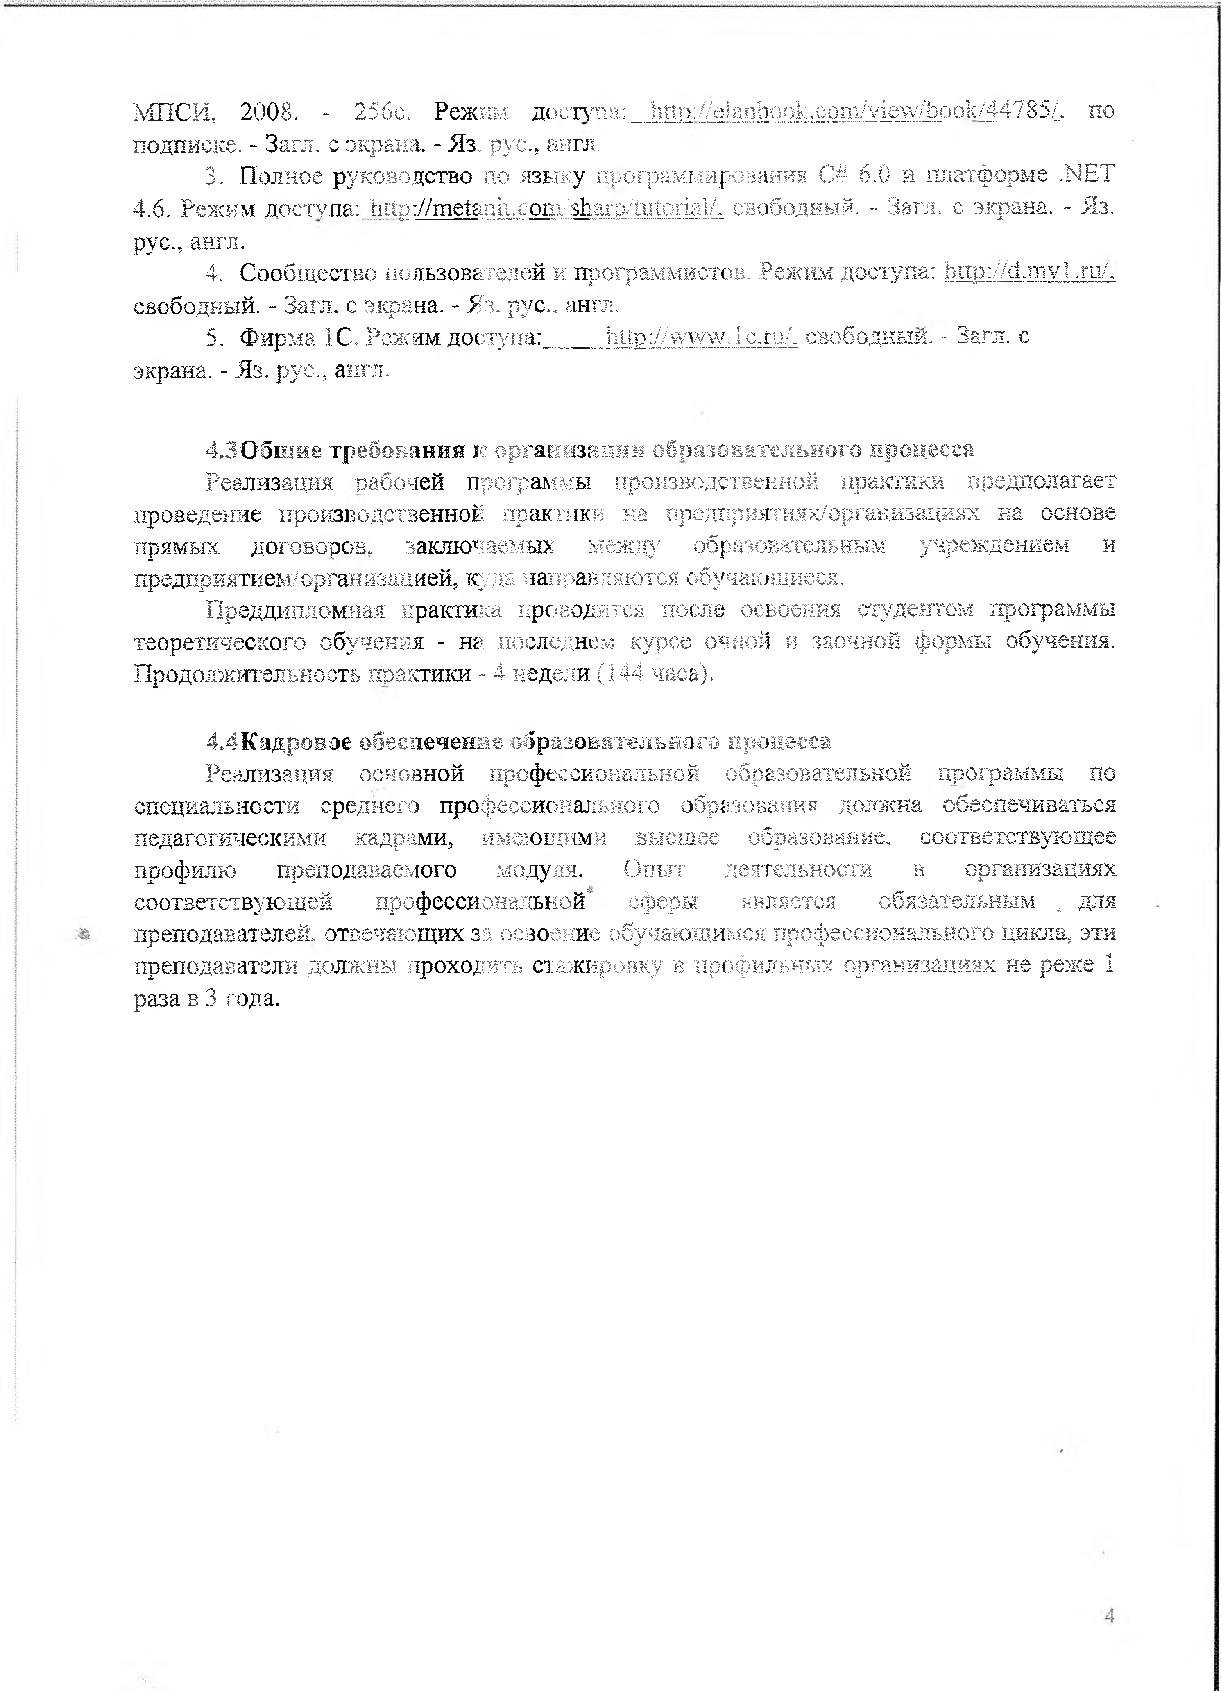 МПСИ, 2008. - 256с. Режим доступа: http://elanbook.com/view/book/44785/, по
подписке. - Загл. с экрана. - Яз. рус., англ
3. Полное руководство по языку программирования С# 6.0 и платформе .NET
4.6. Режим доступа: http://metanit.com/sharp/tutorial/, свободный. - Загл. с экрана. - Яз.
рус., англ.
4. Сообщество пользователей и программистов. Режим доступа: http://d.my1.ru/,
свободный. - Загл. с экрана. - Яз. рус., англ.
5. Фирма 1С. Режим доступа: http://www.1c.ru/, свободный. - Загл. с
экрана. - Яз. рус., англ.
4.3Общие требования к организации образовательного процесса
Реализация рабочей программы производственной практики предполагает
проведение производственной практики на предприятиях/организациях на основе
прямых договоров, заключаемых между образовательным учреждением и
предприятием/организацией, куда направляются обучающиеся.
Преддипломная практика проводится после освоения студентом программы
теоретического обучения - на последнем курсе очной и заочной формы обучения.
Продолжительность практики - 4 недели (144 часа).
4.4Кадровое обеспечение образовательного процесса
Реализация основной профессиональной образовательной программы по
специальности среднего профессионального образования должна обеспечиваться
педагогическими кадрами, имеющими высшее образование, соответствующее
профилю преподаваемого модуля. Опыт деятельности в организациях
соответствующей профессиональной сферы является обязательным для
преподавателей, отвечающих за освоение обучающимся профессионального цикла, эти
преподаватели должны проходить стажировку в профильных организациях не реже 1
раза в 3 года.
4